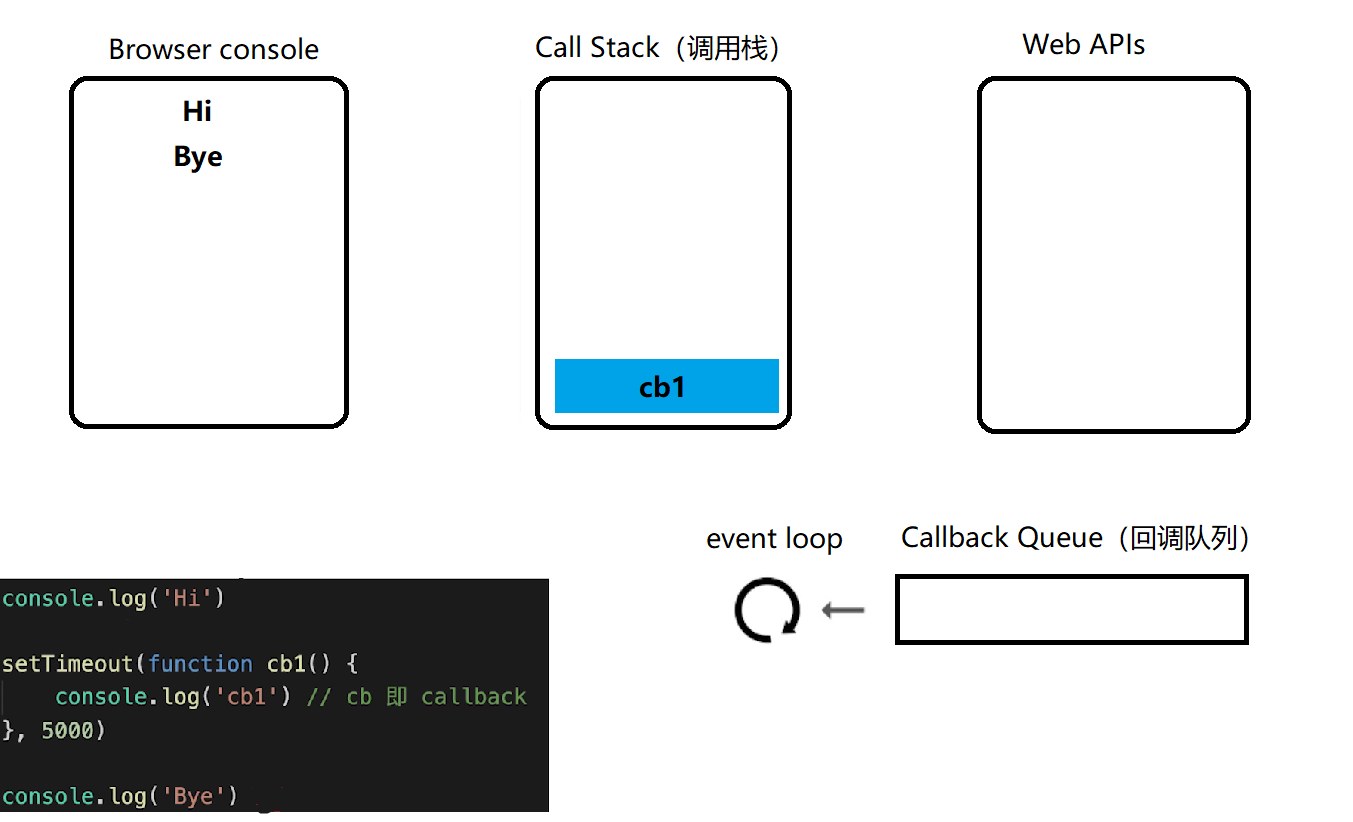 Browser console
Call Stack（调用栈）
Web APIs
Hi
Bye
cb1
event loop
Callback Queue（回调队列）
console.log('Hi')
setTimeout(function cb1() {
    console.log('cb1') // cb 即 callback
}, 5000)
console.log('Bye')